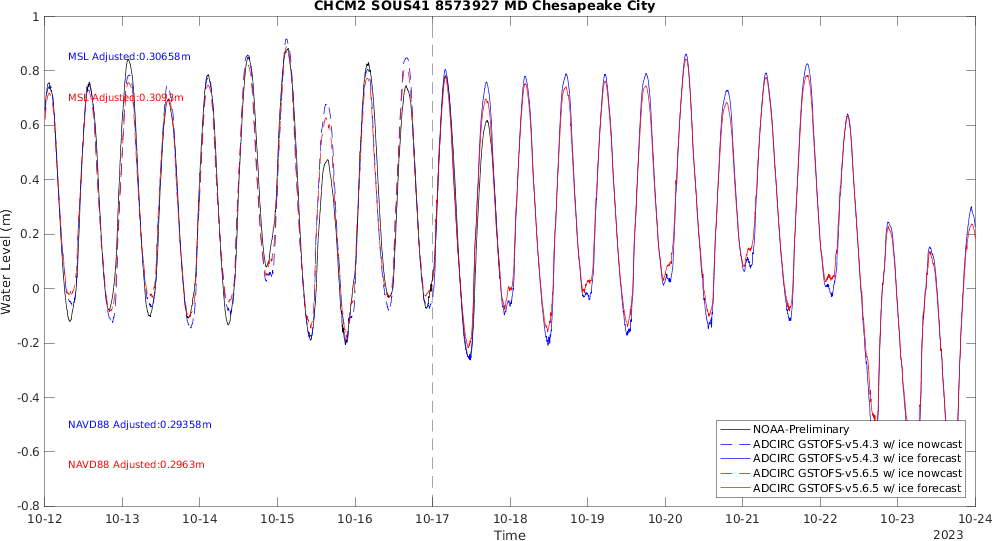 CHCM2 SOUS41 8573927 MD Chesapeake City
MSL Adjusted:0.30658m
MSL Adjusted:0.3093m
NAVD88 Adjusted:0.29358m
NAVD88 Adjusted:0.2963m
Water Level (m)
1
0.8
0.6
0.4
0.2
0
-0.2
-0.4
-0.6
-0.8
NOAA-Preliminary
ADCIRC GSTOFS-v5.4.3 w/ ice nowcast
ADCIRC GSTOFS-v5.4.3 w/ ice forecast
ADCIRC GSTOFS-v5.6.5 w/ ice nowcast
ADCIRC GSTOFS-v5.6.5 w/ ice forecast
10-12 10-13 10-14 10-15 10-16 10-17 10-18 10-19 10-20 10-21 10-22 10-23 10-24
Time
2023